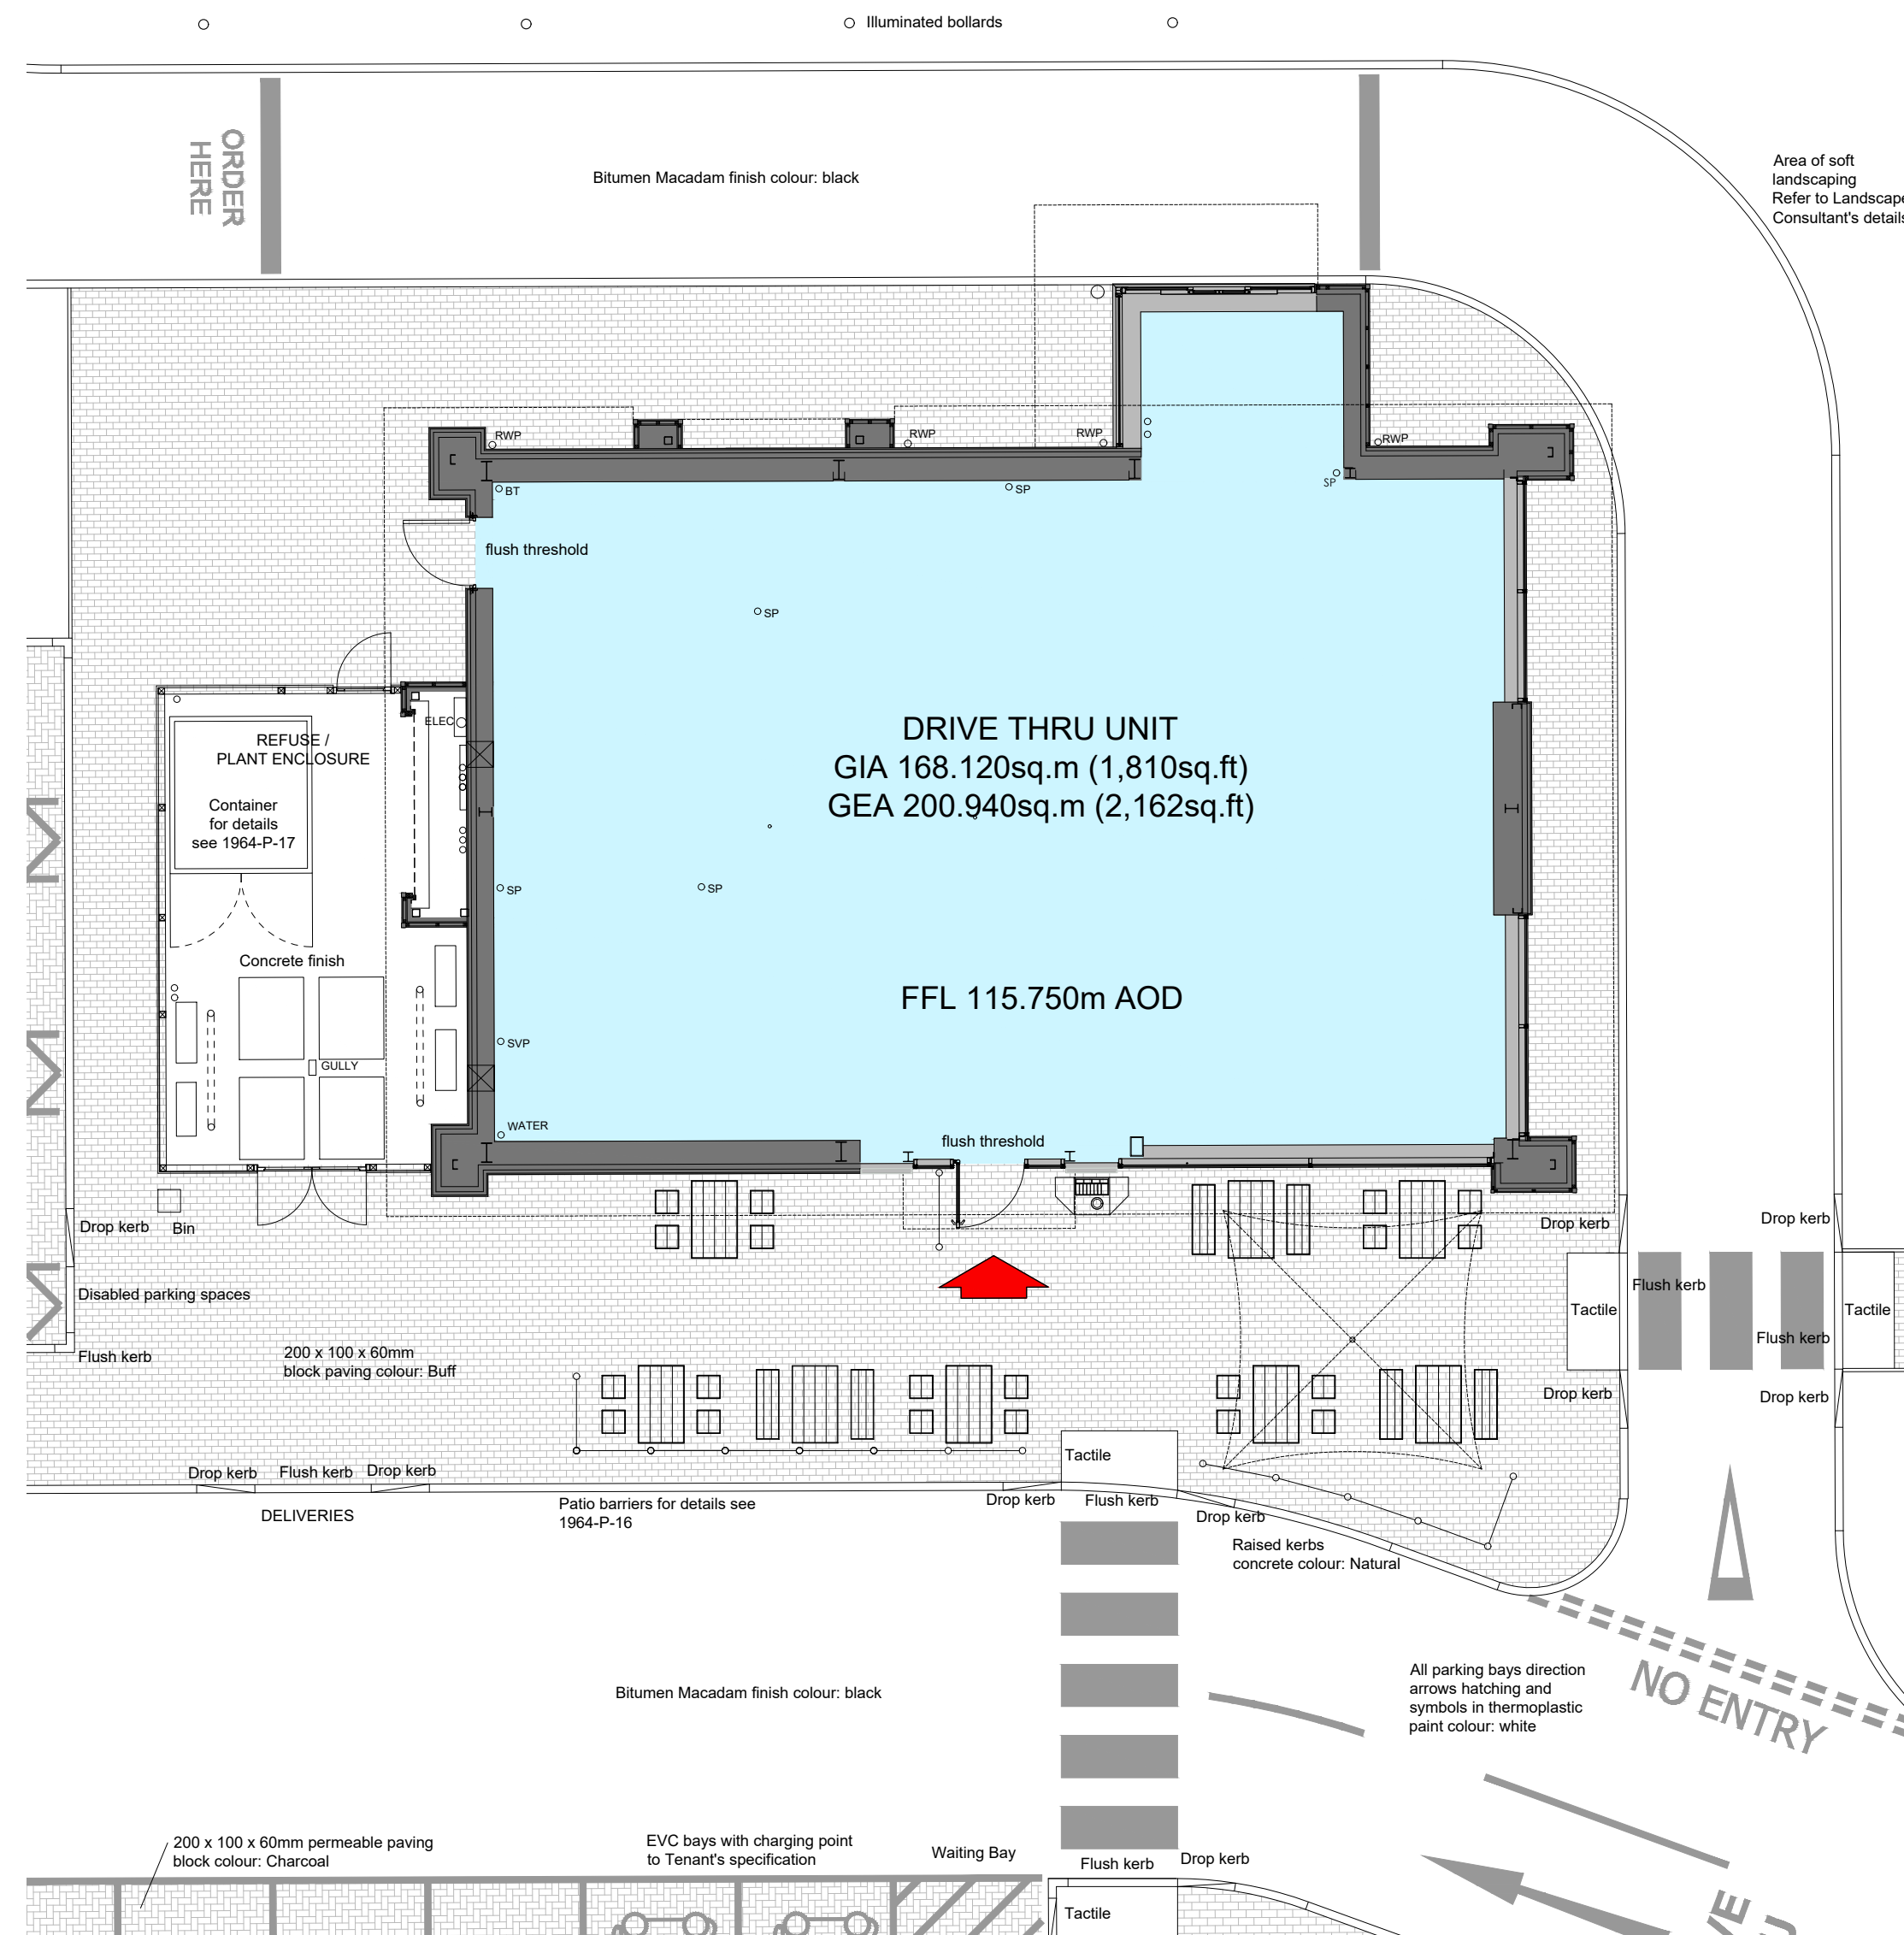 Illuminated bollards
ORDER
HERE
Bitumen Macadam finish colour: black
Area of soft
landscaping
Refer to Landscape
Consultant's details
RWP
RWP
RWP
RWP
BT
SP
SP
flush threshold
SP
ELEC
REFUSE /
PLANT ENCLOSURE
Container
for details
see 1964-P-17
DRIVE THRU UNIT
GIA 168.120sq.m (1,810sq.ft)
GEA 200.940sq.m (2,162sq.ft)
SP
SP
Concrete finish
FFL 115.750m AOD
SVP
GULLY
WATER
flush threshold
Drop kerb
Bin
Drop kerb
Drop kerb
Disabled parking spaces
Flush kerb
Tactile
Tactile
Flush kerb
Flush kerb
200 x 100 x 60mm
block paving colour: Buff
Drop kerb
Drop kerb
Tactile
Drop kerb
Flush kerb
Drop kerb
DELIVERIES
Patio barriers for details see
1964-P-16
Drop kerb
Flush kerb
Drop kerb
Raised kerbs
concrete colour: Natural
Bitumen Macadam finish colour: black
All parking bays direction
arrows hatching and
symbols in thermoplastic
paint colour: white
NO ENTRY
200 x 100 x 60mm permeable paving
block colour: Charcoal
EVC bays with charging point
to Tenant's specification
Waiting Bay
Flush kerb
Drop kerb
Tactile